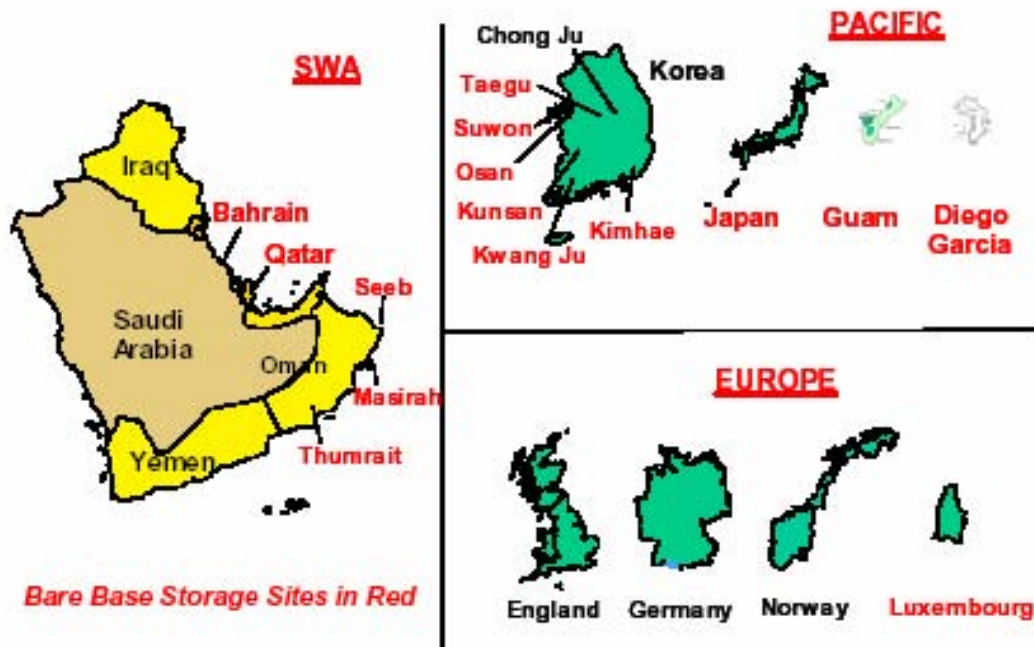 SWA
Iraq
Bahrain
Qatar
Seeb
Saudi
Arabia
Oman
Masirah
Yemen
Thumrait
Bare Base Storage Sites in Red
PACIFIC
Chong Ju
Korea
Taegu
Suwon
Osan
Kunsan
Kimhae
Kwang Ju
Japan
Guam
Diego
Garcia
EUROPE
England
Germany
Norway
Luxembourg